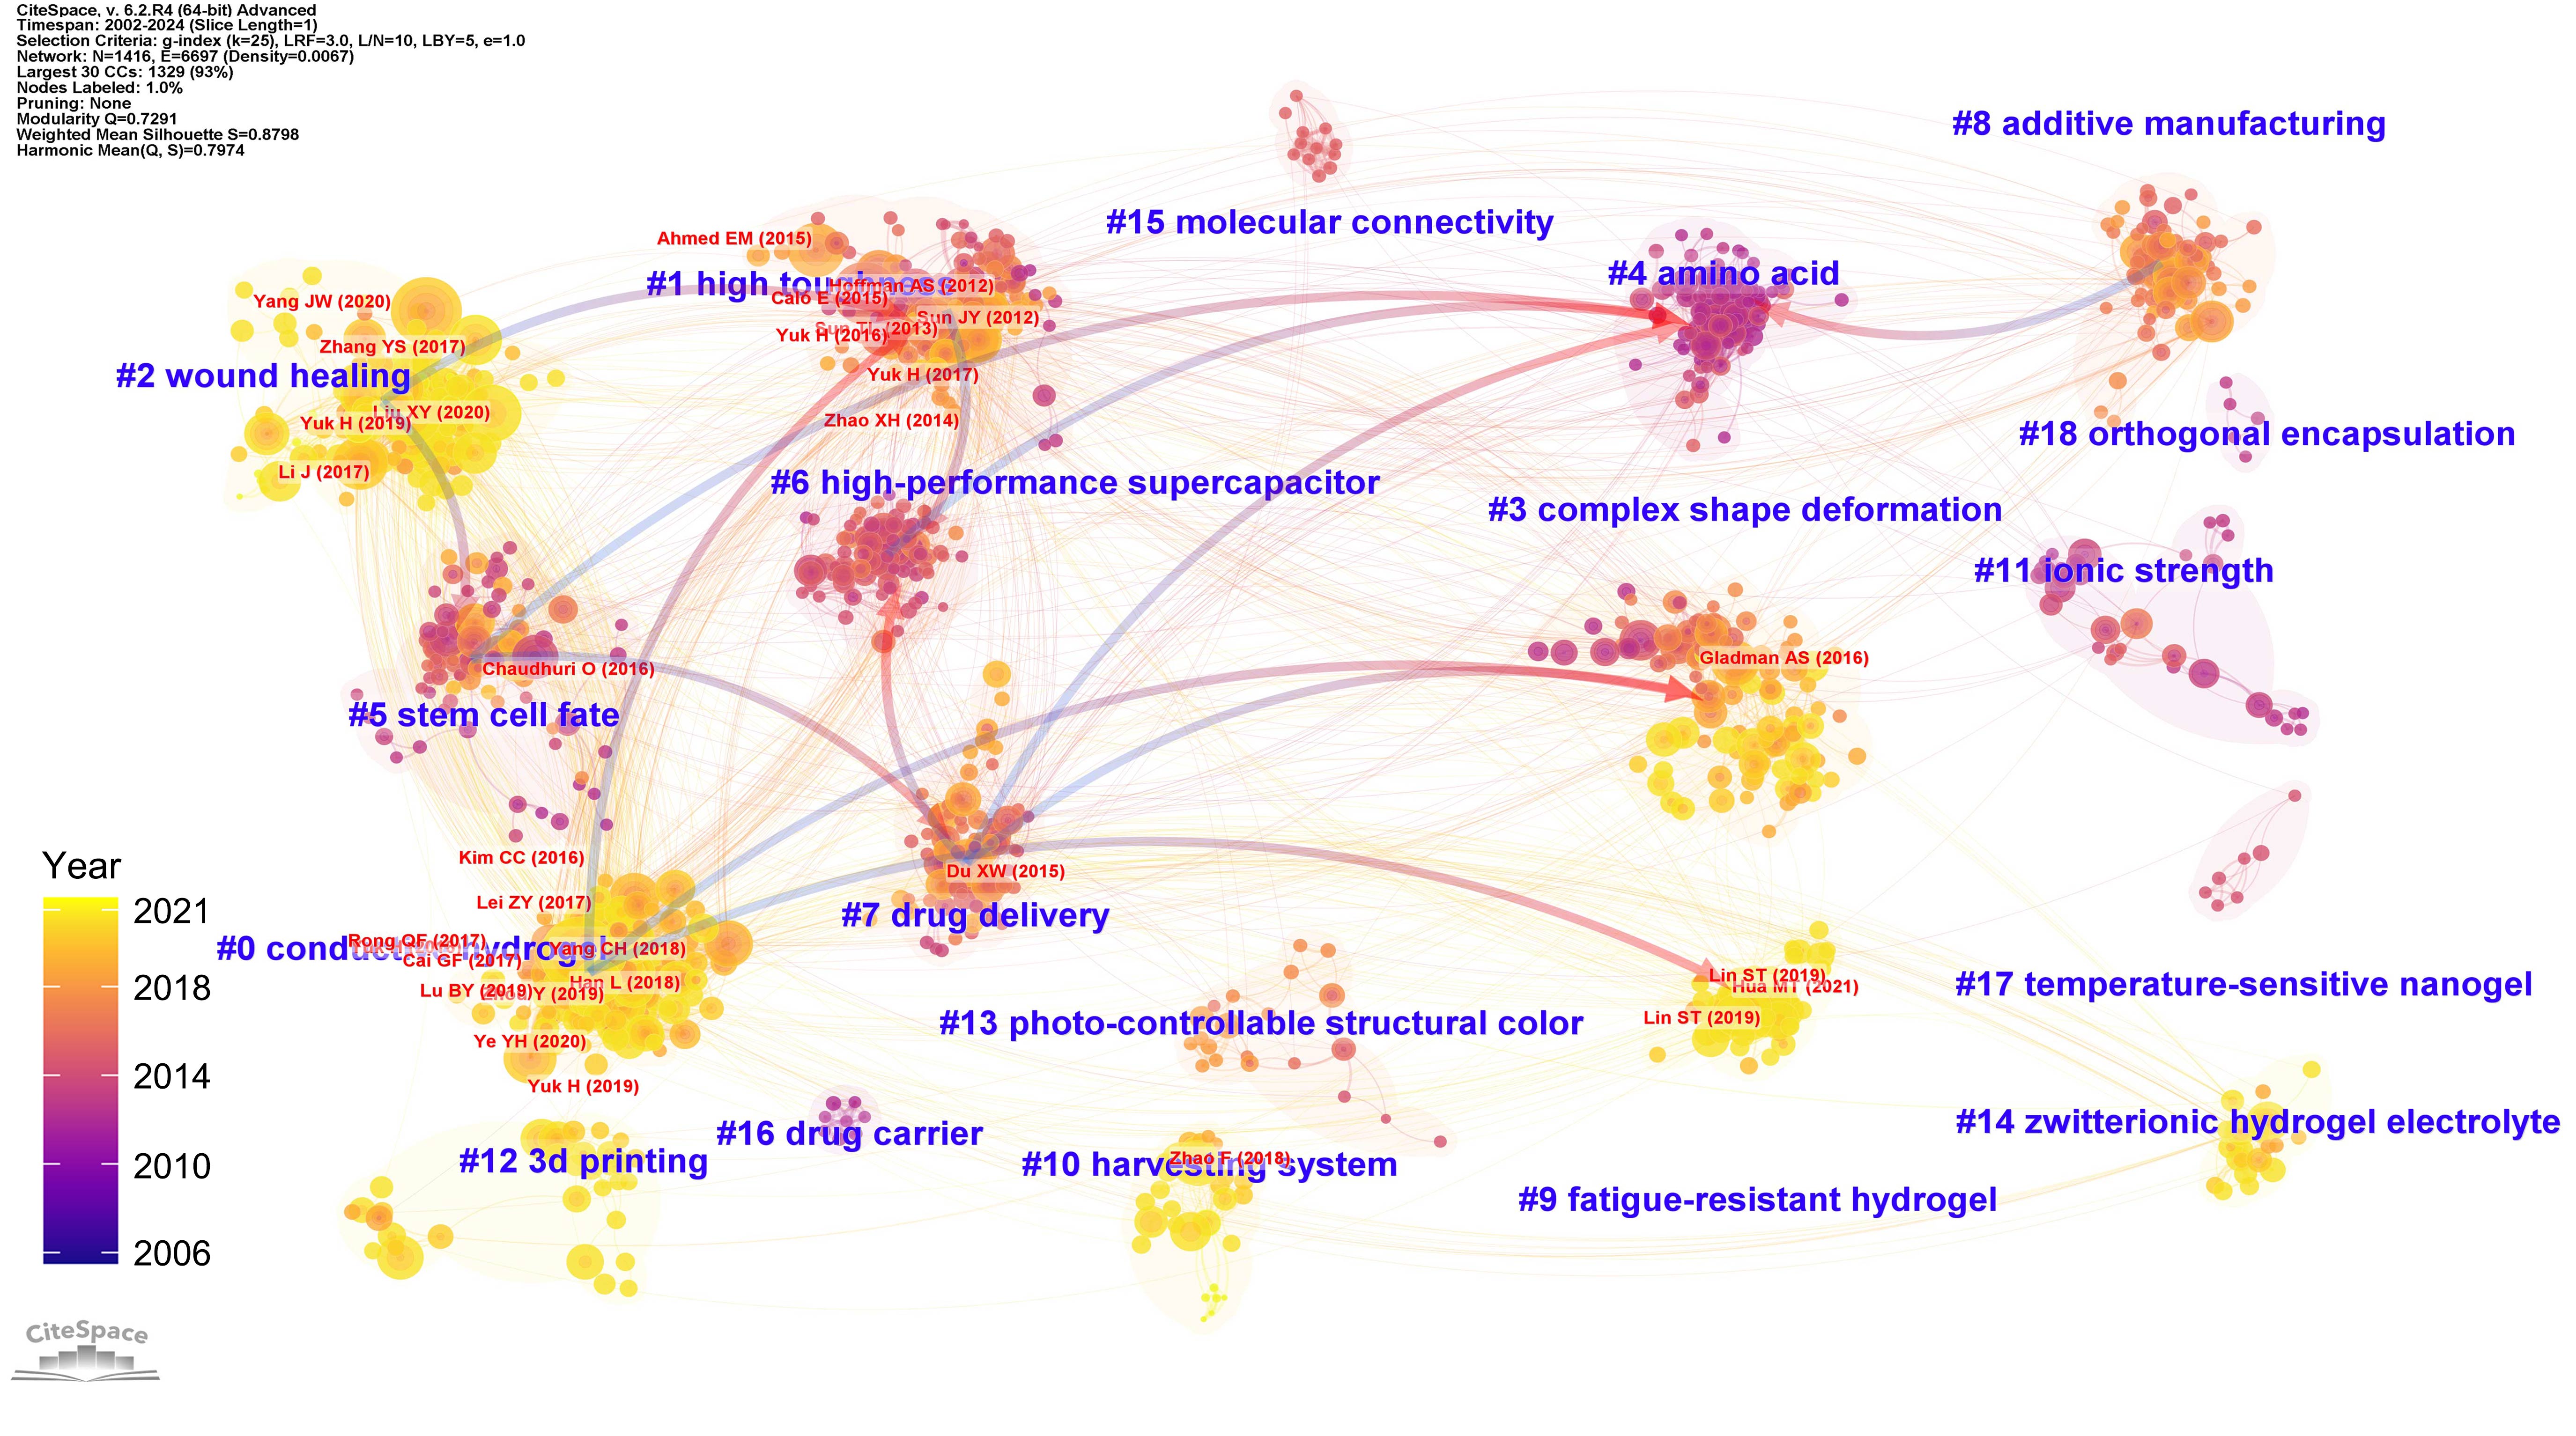 CiteSpace, v. 6.2.R4 (64-bit) Advanced
Timespan: 2002-2024 (Slice Length=1)
Selection Criteria: g-index (k=25), LRF=3.0, L/N=10, LBY=5, e=1.0
Network: N=1416, E=6697 (Density=0.0067)
Largest 30 CCs: 1329 (93%)
Nodes Labeled: 1.0%
Pruning: None
Modularity Q=0.7291
Weighted Mean Silhouette S=0.8798
Harmonic Mean(Q, S)=0.7974
#8 additive manufacturing
#15 molecular connectivity
Ahmed EM (2015)
#4 amino acid
#1 high toughness
Hoffman AS (2012)
Caló E (2015)
Yang JW (2020)
Sun JY (2012)
(2013)
Yuk H (2016)
Zhang YS (2017)
#2 wound healing
Yuk H (2017)
Liu XY (2020)
Yuk H (2019)
Zhao XH (2014)
#18 orthogonal encapsulation
Li J (2017)
#6 high-performance supercapacitor
#3 complex shape deformation
#11 ionic strength
Gladman AS (2016)
Chaudhuri O (2016)
#5 stem cell fate
Kim CC (2016)
Year
Du XW (2015)
Lei ZY (2017)
2021
#7 drug delivery
Rong QF (2017)
#0 hydrogel
Yang CH (2018)
Cai GF (2017)
Lin ST (2019)
Han L (2018)
Hua MT (2021)
#17 temperature-sensitive nanogel
2018
Lu BY (2019)
Y (2019)
Lin ST (2019)
#13 photo-controllable structural color
Ye YH (2020)
2014
Yuk H (2019)
#14 zwitterionic hydrogel electrolyte
#16 drug carrier
#12 3d printing
Zhao F (2018)
#10 harvesting system
2010
#9 fatigue-resistant hydrogel
2006
CiteSpace